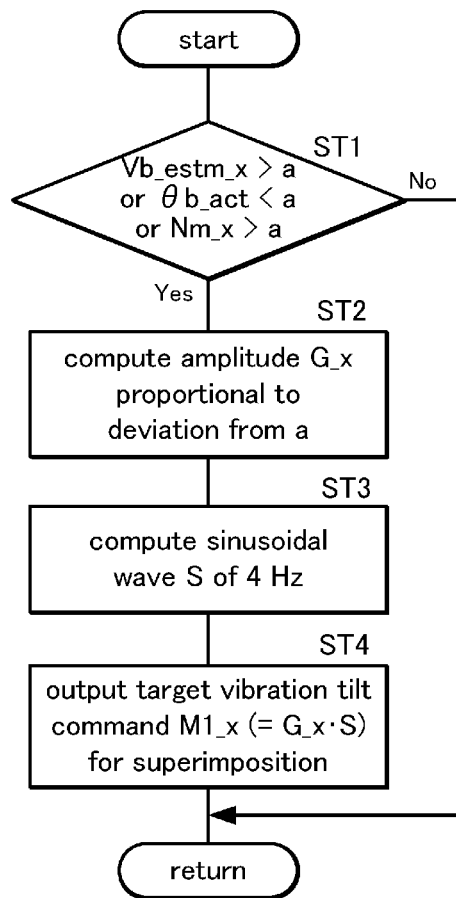 start
ST1
Vb_estm_x > a
or θ b_act < a
or Nm_x > a
No
Yes
ST2
compute amplitude G_x
proportional to
deviation from a
ST3
compute sinusoidal
wave S of 4 Hz
ST4
output target vibration tilt
command M1_x (= G_x·S)
for superimposition
return